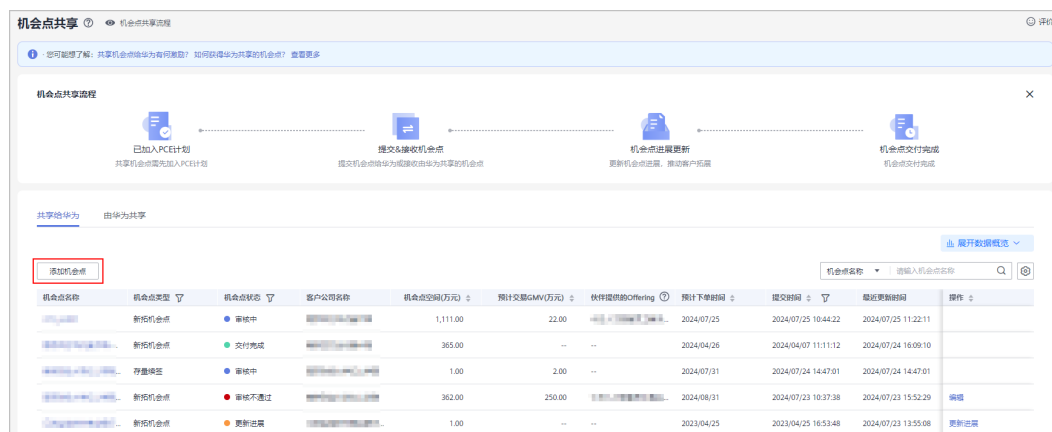 机会点共享 机会点共享流程 评价
· 您可能想了解：共享机会点给华为有何激励？ 如何获得华为共享的机会点？ 查看更多
机会点共享流程
已加入PCE计划 提交&接收机会点 机会点进展更新 机会点交付完成
共享机会点需先加入PCE计划 提交机会点给华为或接收由华为共享的机会点 更新机会点进展，推动客户拓展 机会点交付完成
共享给华为 由华为共享
展开数据概览
添加机会点 机会点名称 请输入机会点名称
机会点名称 机会点类型 机会点状态 客户公司名称 机会点空间(万元) 预计交易GMV(万元) 伙伴提供的Offering 预计下单时间 提交时间 最近更新时间 操作
新拓机会点 审核中 1,111.00 22.00 2024/07/25 2024/07/25 10:44:22 2024/07/25 11:22:11
... 新拓机会点 交付完成 365.00 -- -- 2024/04/26 2024/04/07 11:11:12 2024/07/24 16:09:10
... 存量续签 审核中 1.00 2.00 -- 2024/07/31 2024/07/24 14:47:01 2024/07/24 14:47:01
... 新拓机会点 审核不通过 362.00 250.00 ... 2024/08/31 2024/07/23 10:37:38 2024/07/23 15:52:29 编辑
... 新拓机会点 更新进展 1.00 -- -- 2023/04/25 2023/04/25 16:53:48 2024/07/23 13:55:08 更新进展